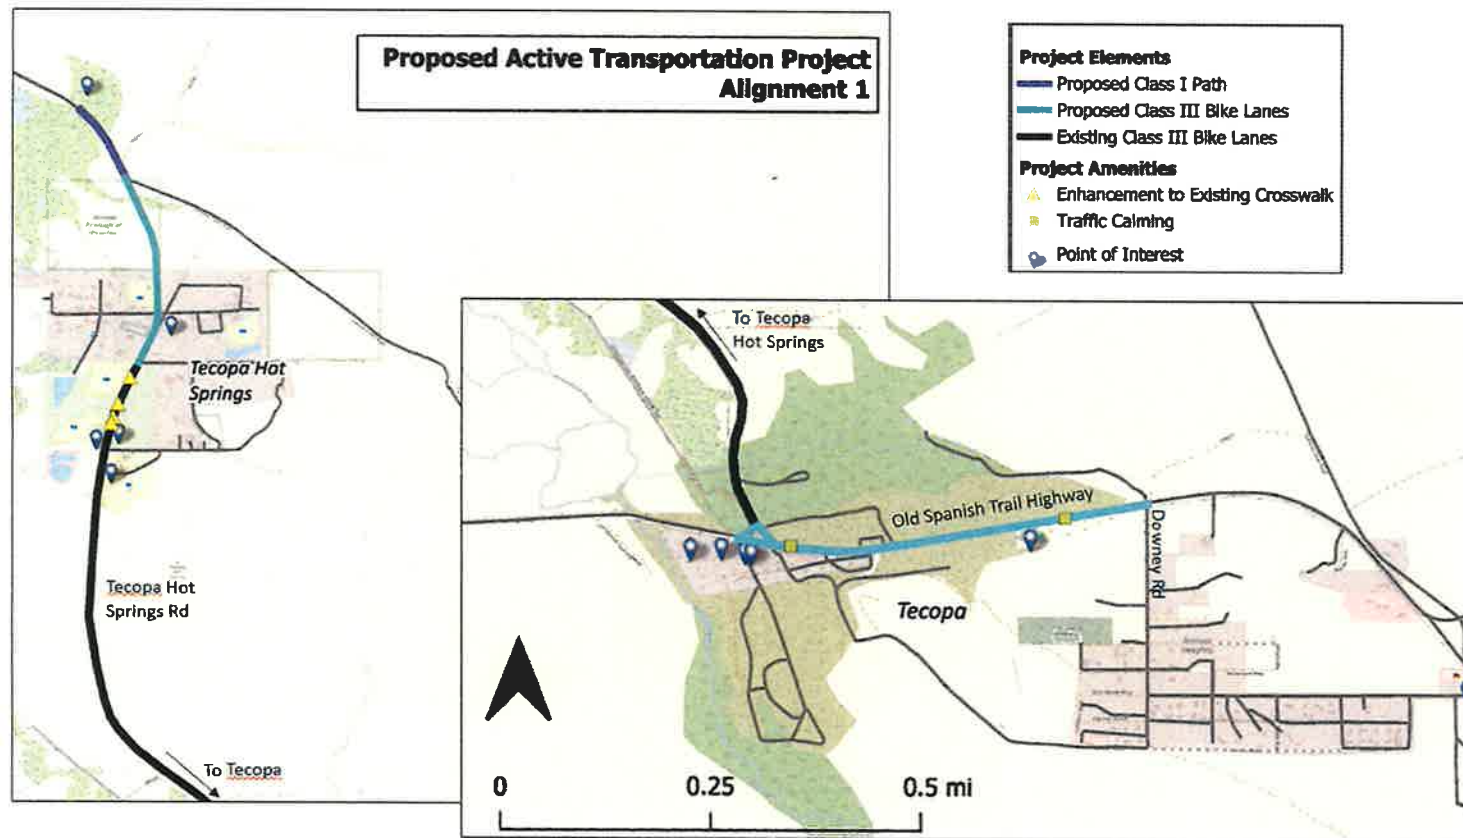 Proposed Active Transportation Project
Alignment 1
Project Elements
Proposed Class I Path
Proposed Class III Bike Lanes
Existing Class III Bike Lanes
Project Amenities
Enhancement to Existing Crosswalk
Traffic Calming
Point of Interest
Tecopa Hot
Springs
Tecopa Hot
Springs Rd
To Tecopa
To Tecopa
Hot Springs
Old Spanish Trail Highway
Downey Rd
Tecopa
0 0.25 0.5 mi